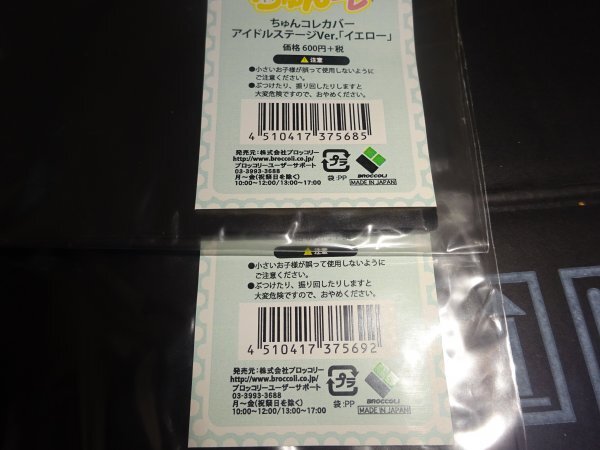 ちゅんコレ
ちゅんコレカバー
アイドルステージVer.「イエロー」
価格 600円+税
注意
●小さいお子様が誤って使用しないように
ご注意ください。
●ぶつけたり、振り回したりしますと
大変危険ですので、おやめください。
4 510417 375685
発売元:株式会社ブロッコリー
http://www.broccoli.co.jp/
ブロッコリーユーザーサポート
03-3993-3688
月~金(祝祭日を除く)
10:00~12:00/13:00~17:00
プラ
袋:PP
BROCCOLI
MADE IN JAPAN
注意
●小さいお子様が誤って使用しないように
ご注意ください。
●ぶつけたり、振り回したりしますと
大変危険ですので、おやめください。
4 510417 375692
発売元:株式会社ブロッコリー
http://www.broccoli.co.jp/
ブロッコリーユーザーサポート
03-3993-3688
月~金(祝祭日を除く)
10:00~12:00/13:00~17:00
プラ
袋:PP
BROCCOLI
MADE IN JAPAN